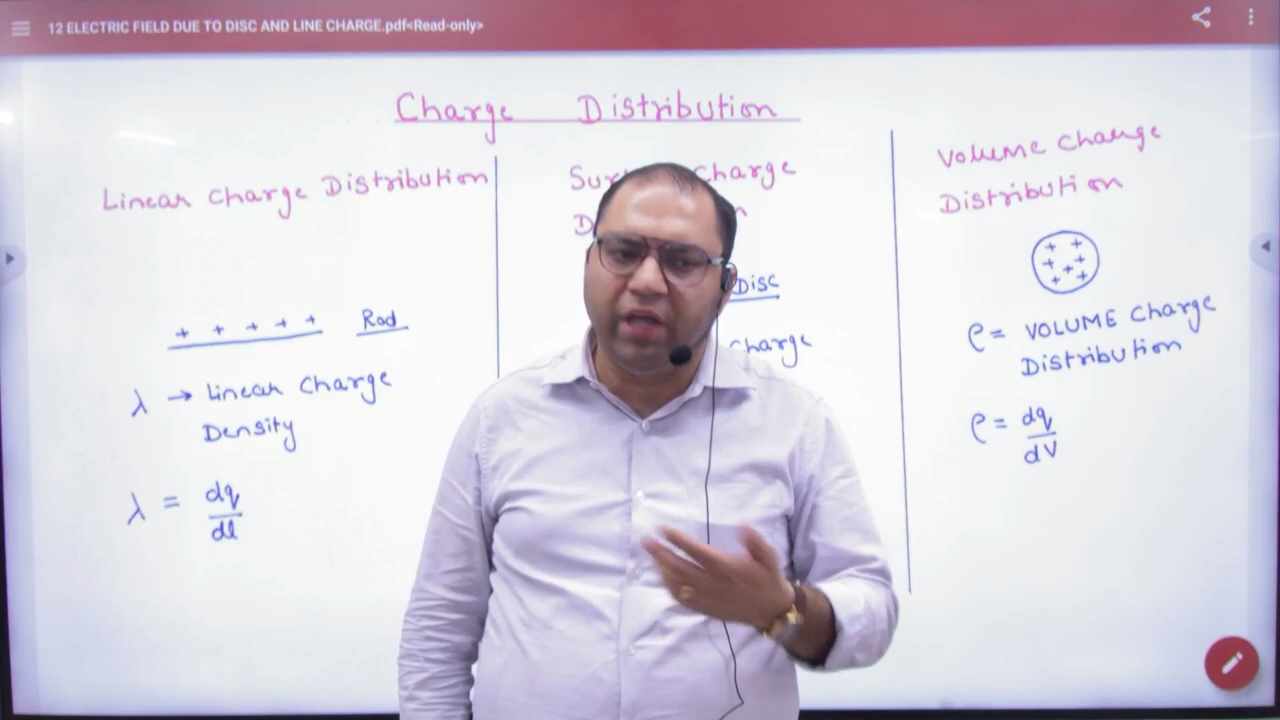 12 ELECTRIC FIELD DUE TO DISC AND LINE CHARGE.pdf<Read-only>
Charge Distribution
Linear Charge Distribution
+ + + + +
Rod
λ → Linear Charge
Density
λ = dq
dl
Charge
Disc
Charge
Volume Charge
Distribution
+ +
+ +
+
+ +
ρ = VOLUME Charge
Distribution
ρ = dq
dV